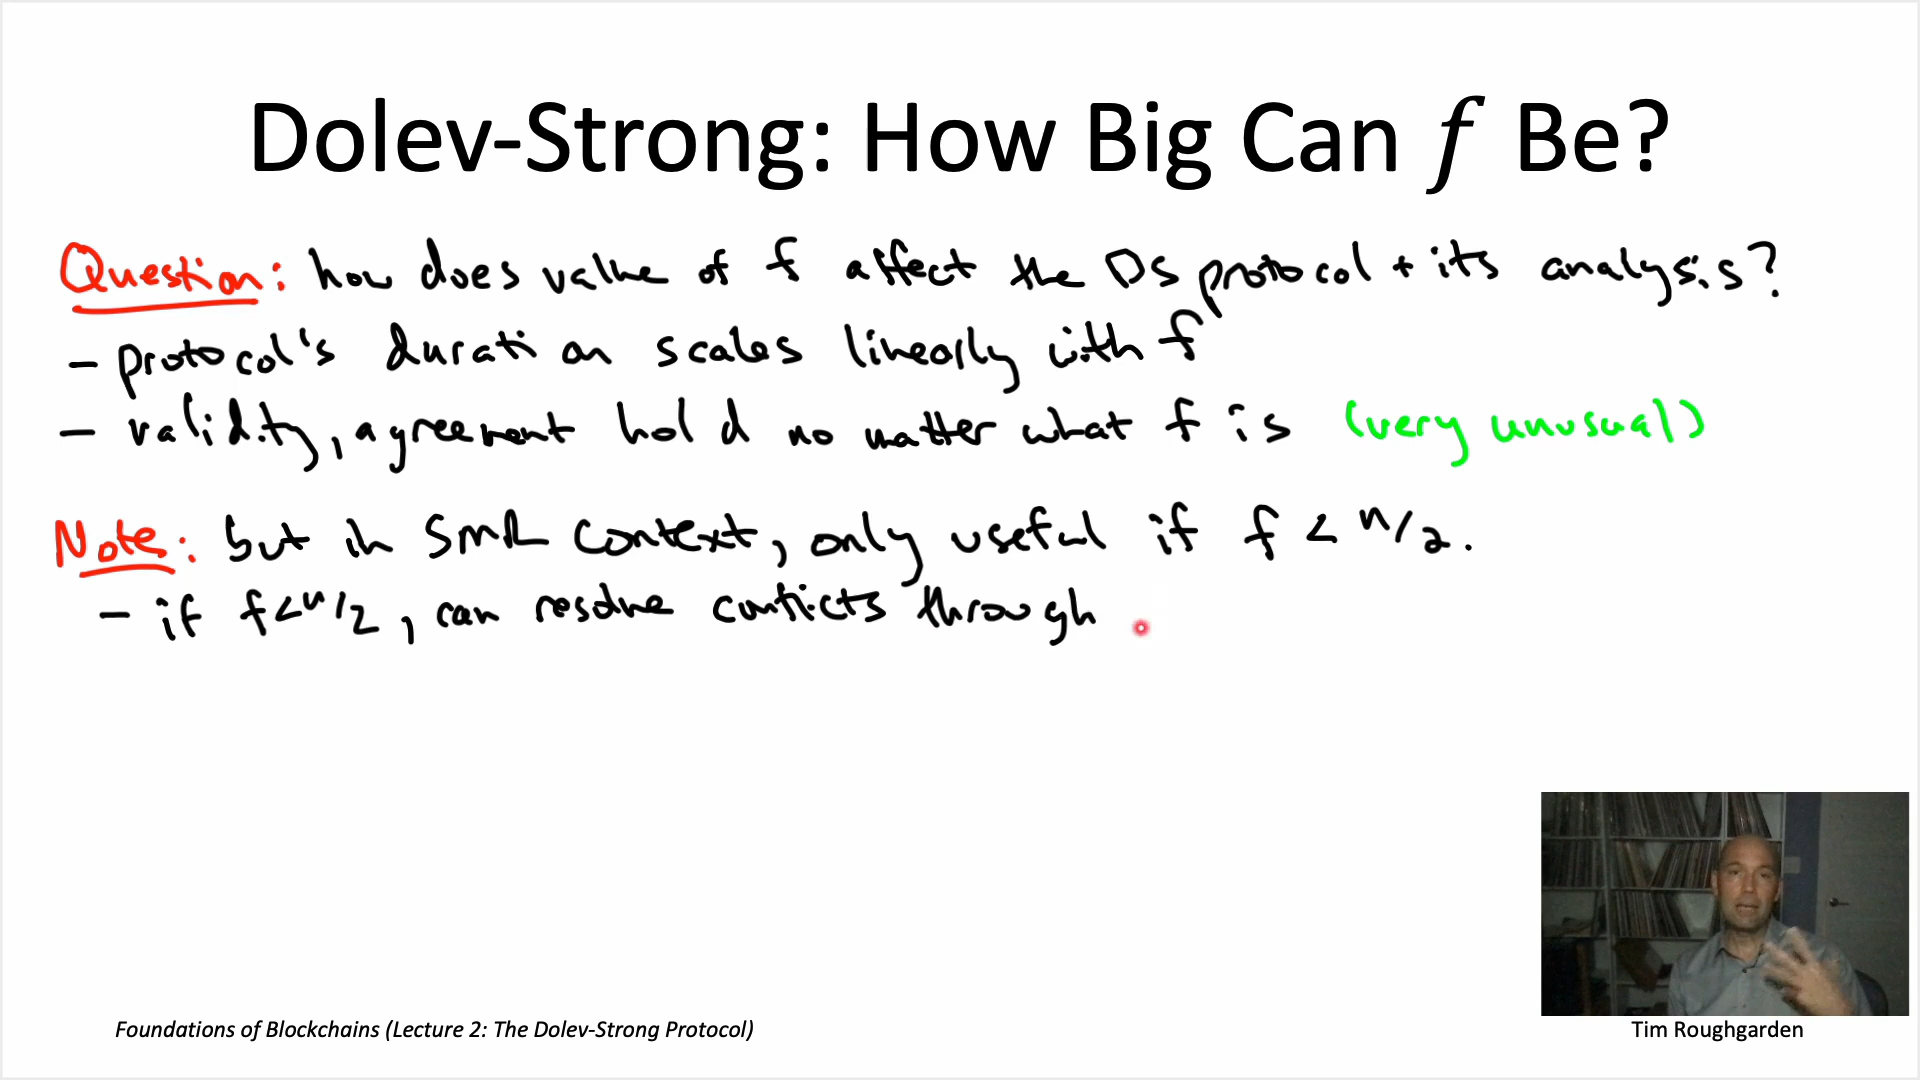 Dolev-Strong: How Big Can f Be?
Question: how does value of f affect the DS protocol + its analysis?
- protocol's duration scales linearly with f
- validity, agreement hold no matter what f is (very unusual)
Note: but in SMR context, only useful if f < n/2.
- if f < n/2, can resolve conflicts through
Foundations of Blockchains (Lecture 2: The Dolev-Strong Protocol)
Tim Roughgarden